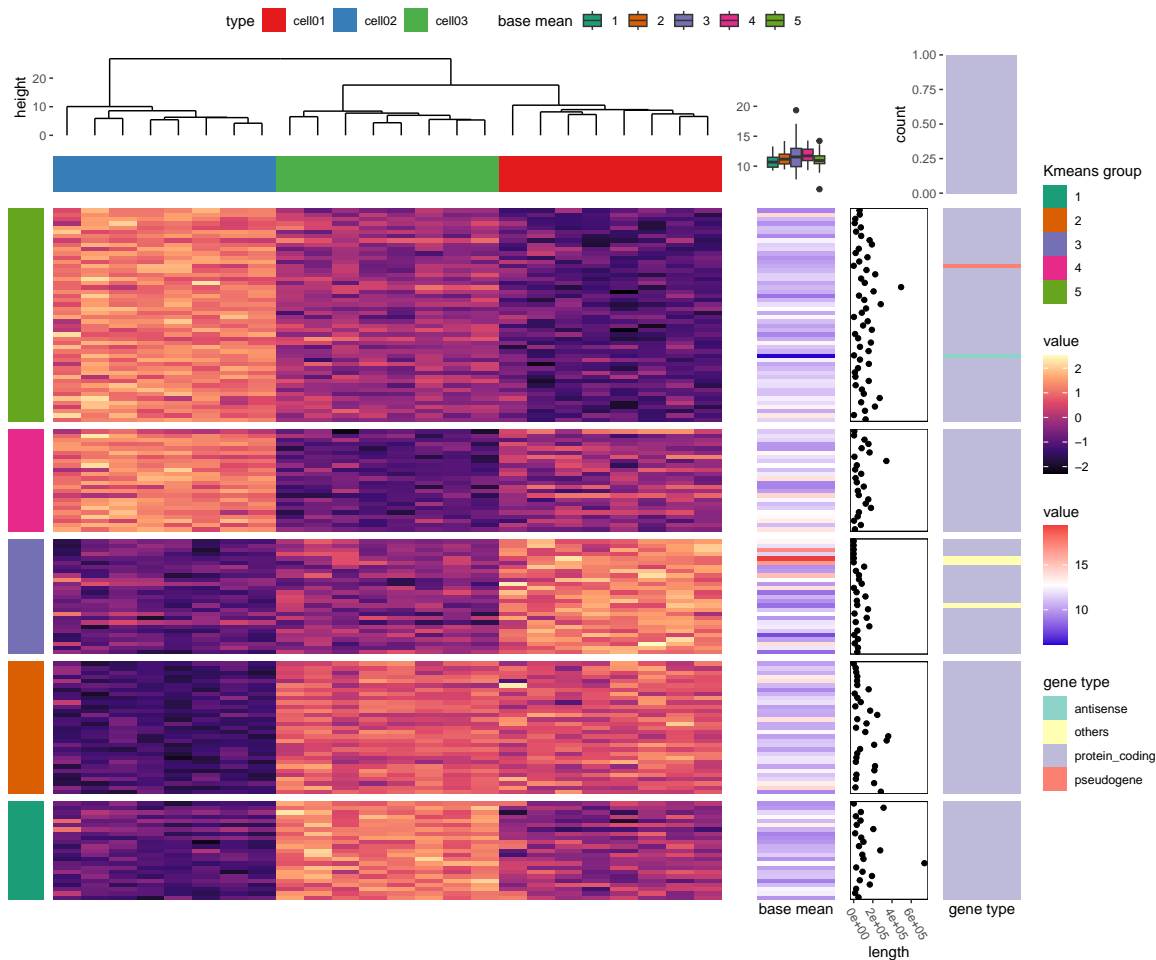 type cell01 cell02 cell03 base mean 1 2 3 4 5
height
20
10
0
20
15
10
count
1.00
0.75
0.50
0.25
0.00
Kmeans group
1
2
3
4
5
value
2
1
0
−1
−2
value
15
10
gene type
antisense
others
protein_coding
pseudogene
base mean
0e+00
2e+05
4e+05
6e+05
length
gene type